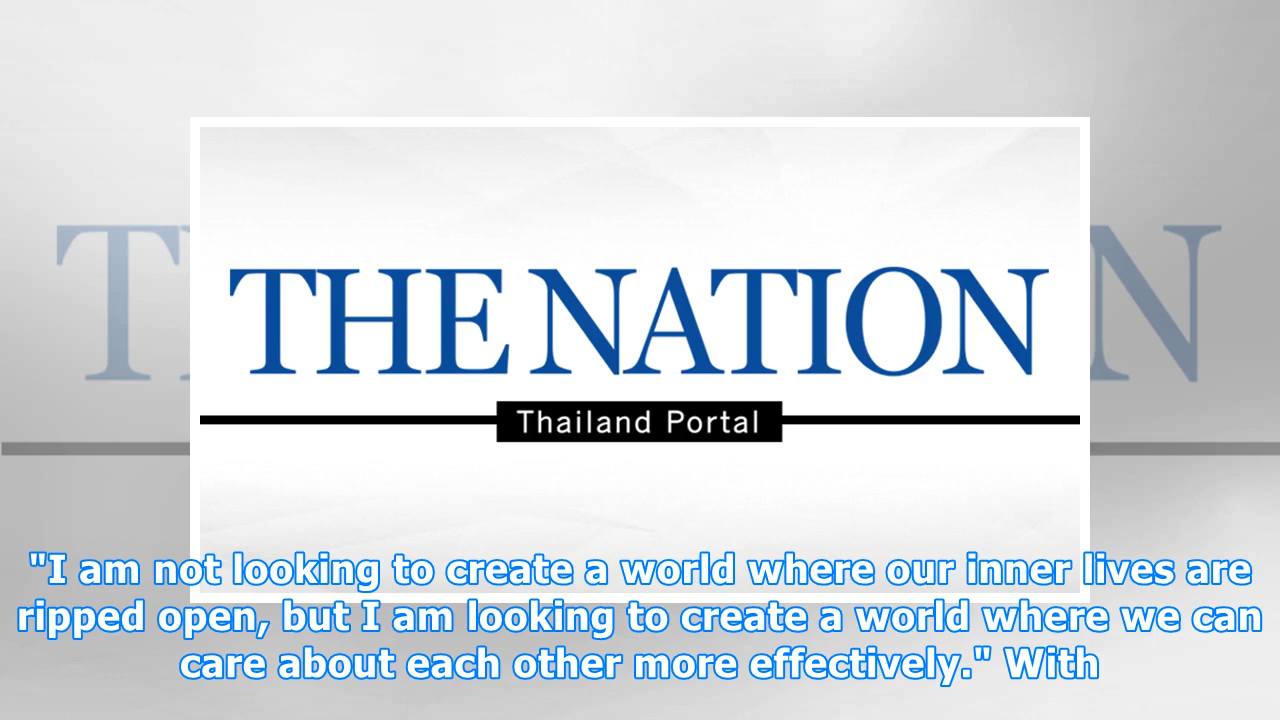 THE NATION
Thailand Portal
"I am not looking to create a world where our inner lives are
ripped open, but I am looking to create a world where we can
care about each other more effectively." With